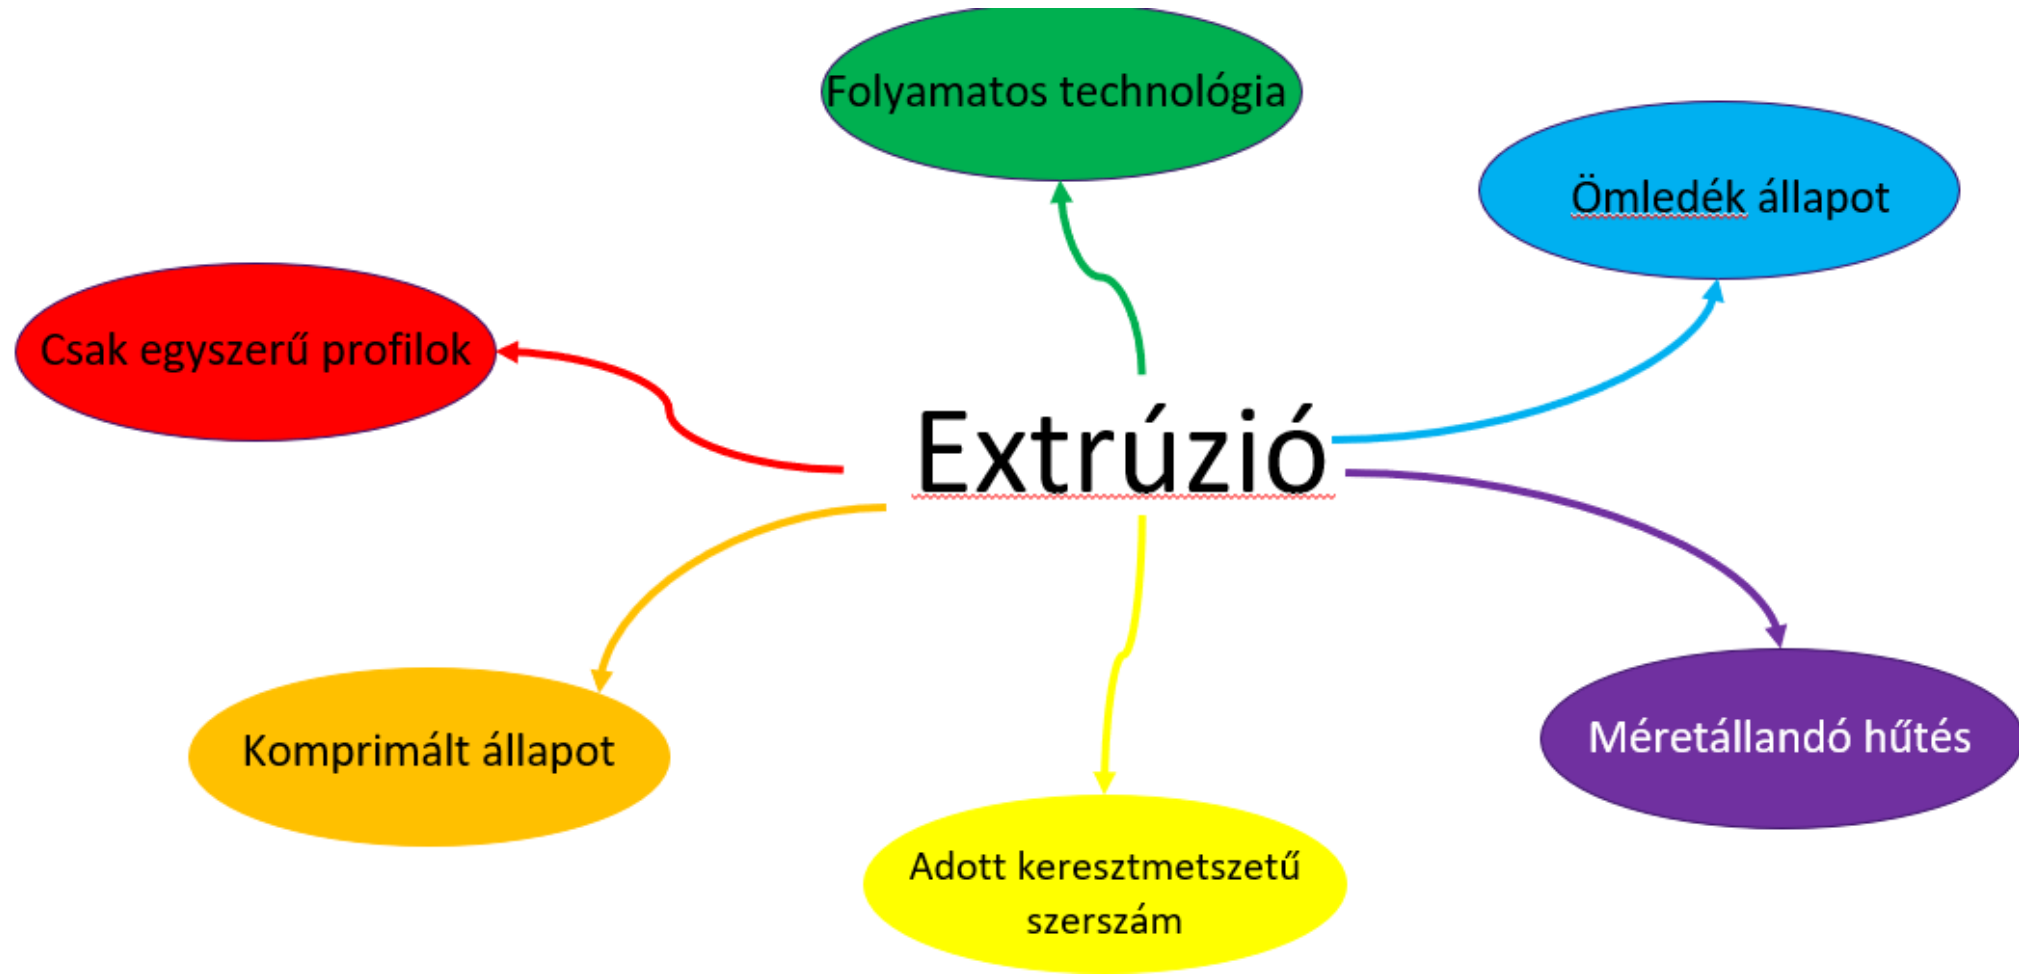 Folyamatos technológia
Ömledék állapot
Csak egyszerű profilok
Extrúzió
Komprimált állapot
Méretállandó hűtés
Adott keresztmetszetű
szerszám